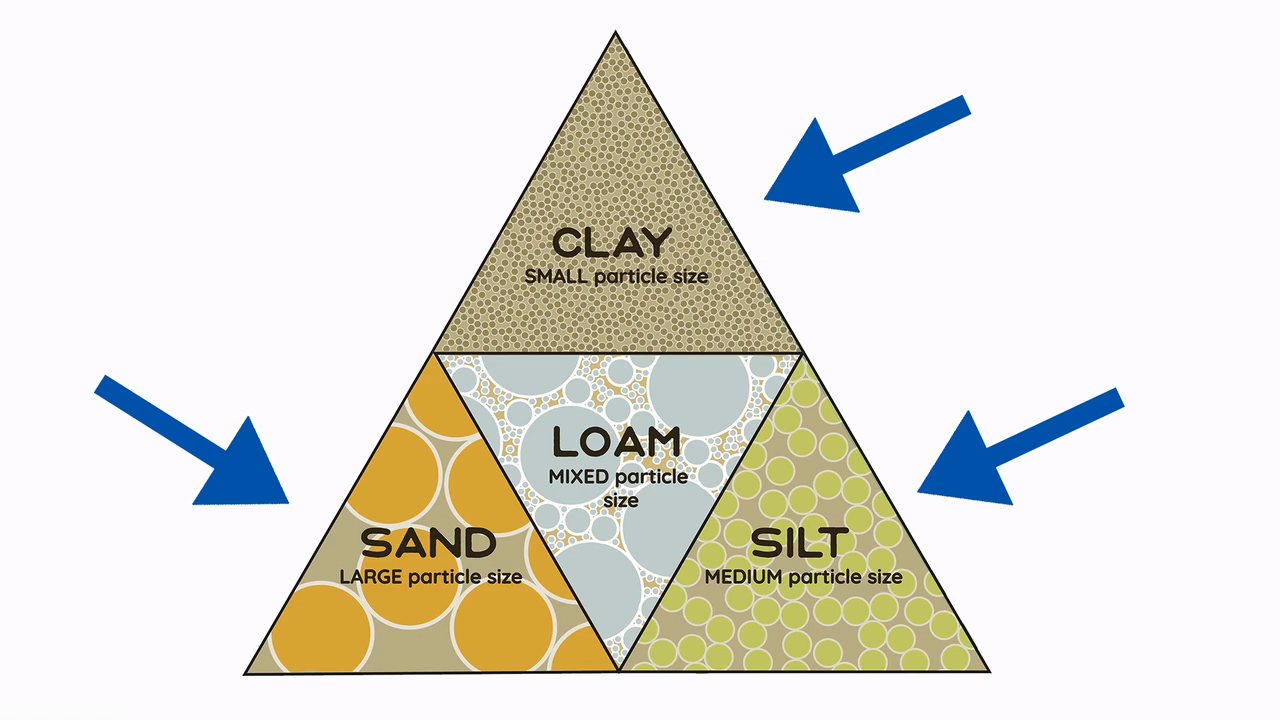 CLAY
SMALL particle size
LOAM
MIXED particle
size
SAND
LARGE particle size
SILT
MEDIUM particle size